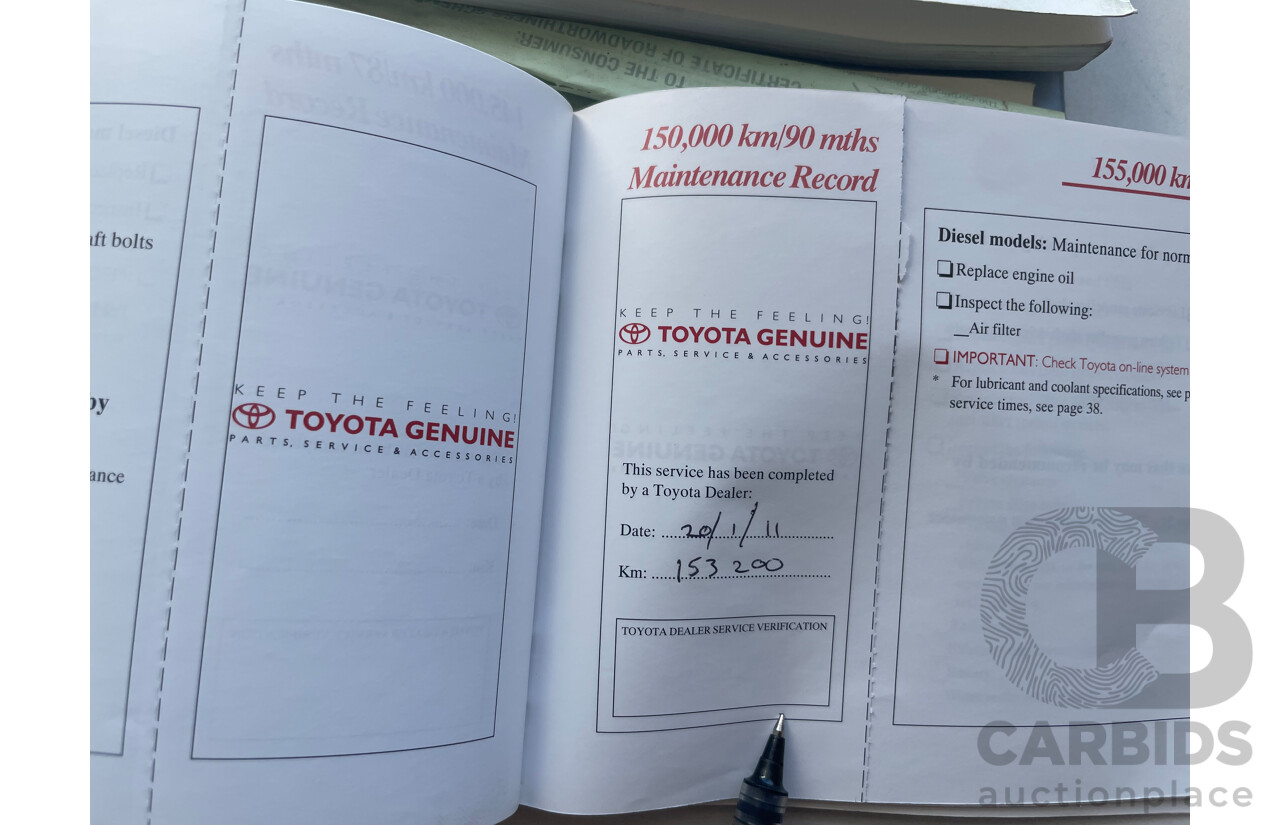 TO THE CONSUMER:
CERTIFICATE OF ROADWORTHINESS
aft bolts
by
ance
KEEP THE FEELING!
TOYOTA GENUINE
PARTS, SERVICE & ACCESSORIES
150,000 km/90 mths
Maintenance Record
KEEP THE FEELING!
TOYOTA GENUINE
PARTS, SERVICE & ACCESSORIES
This service has been completed
by a Toyota Dealer:
Date: 20/1/11
Km: 153 200
TOYOTA DEALER SERVICE VERIFICATION
155,000 km
Diesel models: Maintenance for norm
Replace engine oil
Inspect the following:
_Air filter
IMPORTANT: Check Toyota on-line system
* For lubricant and coolant specifications, see p
service times, see page 38.
CB
CARBIDS
auctionplace